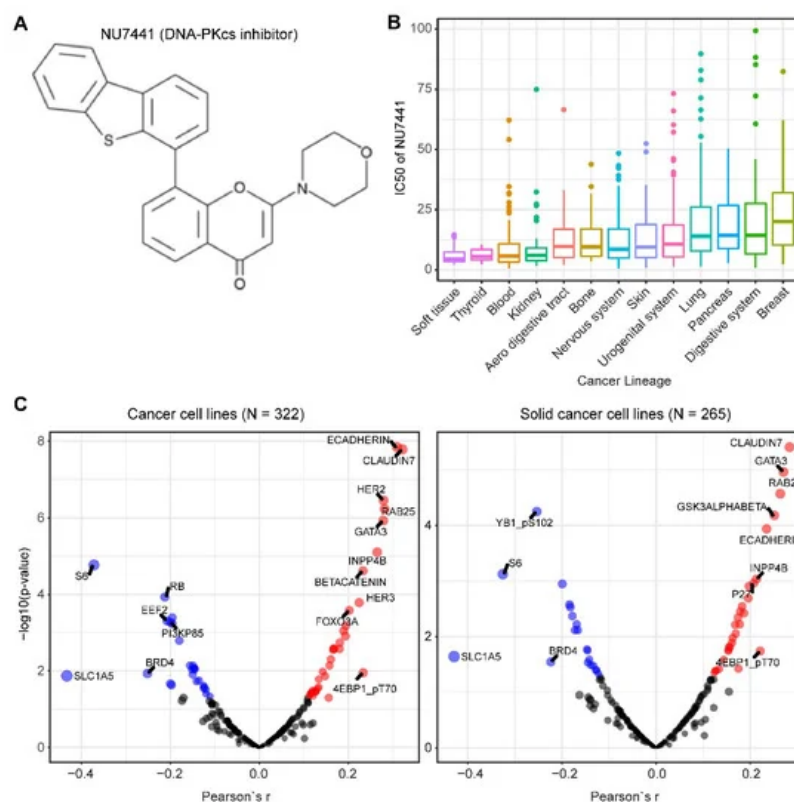 A
NU7441 (DNA-PKcs inhibitor)
S
O
N
O
O
B
IC50 of NU7441
100
75
50
25
0
Soft tissue
Thyroid
Blood
Kidney
Aero digestive tract
Bone
Nervous system
Skin
Urogenital system
Lung
Pancreas
Digestive system
Breast
Cancer Lineage
C
Cancer cell lines (N = 322)
−log10(p-value)
8
6
4
2
0
ECADHERIN
CLAUDIN7
HER2
RAB25
GATA3
INPP4B
BETACATENIN
HER3
FOXO3A
4EBP1_pT70
S6
RB
EEF2
PI3KP85
BRD4
SLC1A5
−0.4
−0.2
0.0
0.2
Pearson`s r
Solid cancer cell lines (N = 265)
4
2
0
CLAUDIN7
GATA3
RAB2
GSK3ALPHABETA
ECADHERI
INPP4B
P27
4EBP1_pT70
YB1_pS102
S6
SLC1A5
BRD4
−0.4
−0.2
0.0
0.2
Pearson`s r